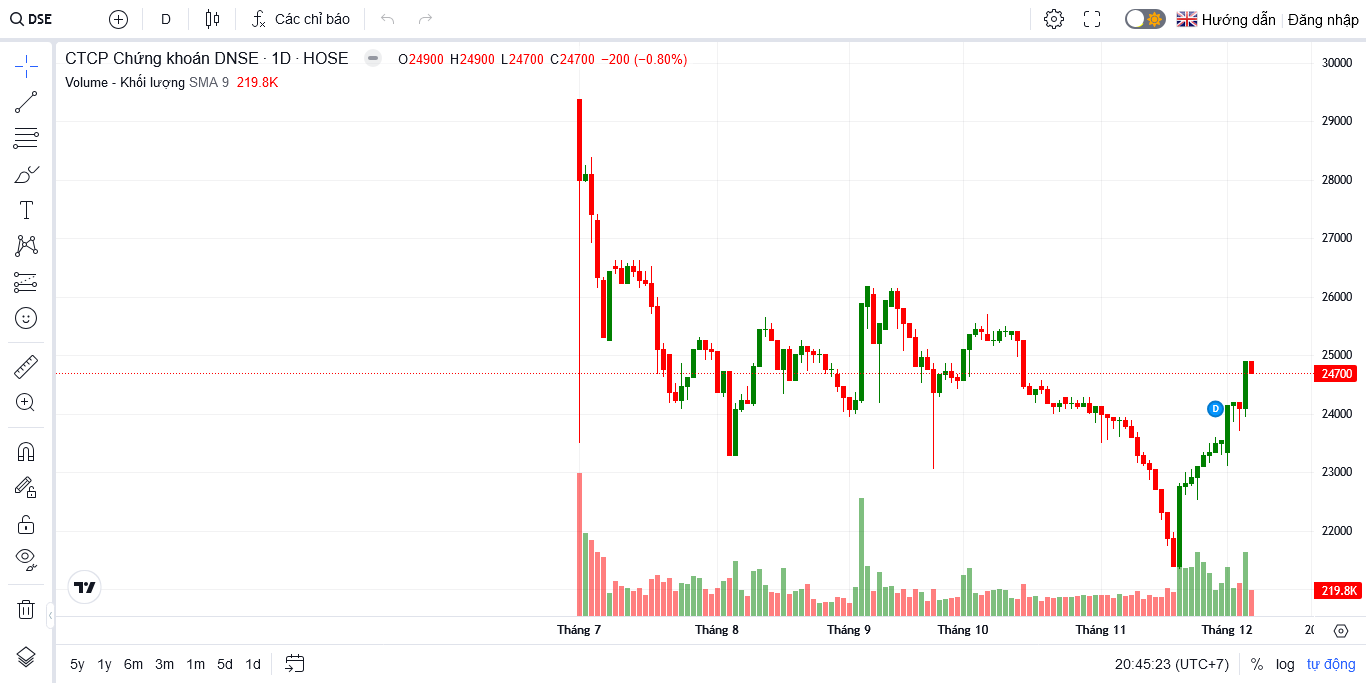 DSE D Các chỉ báo Hướng dẫn Đăng nhập
CTCP Chứng khoán DNSE · 1D · HOSE O24900 H24900 L24700 C24700 −200 (−0.80%)
Volume - Khối lượng SMA 9 219.8K
30000
29000
28000
27000
26000
25000
24700
24000
23000
22000
219.8K
D
Tháng 7 Tháng 8 Tháng 9 Tháng 10 Tháng 11 Tháng 12
5y 1y 6m 3m 1m 5d 1d 20:45:23 (UTC+7) % log tự động